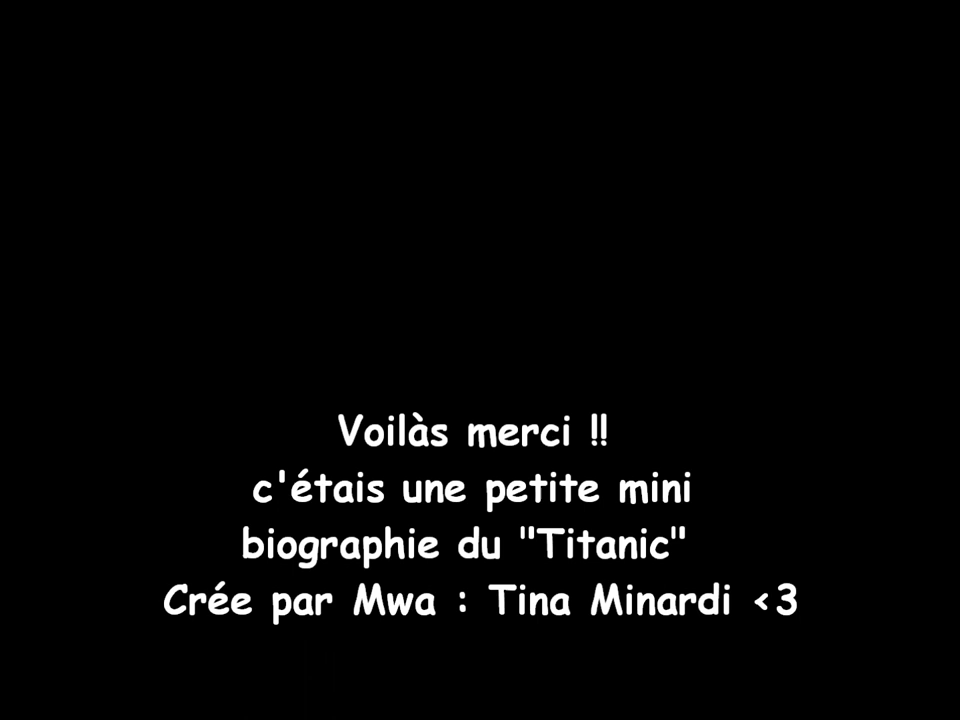 Voilàs merci !!
c'étais une petite mini
biographie du "Titanic"
Crée par Mwa : Tina Minardi <3